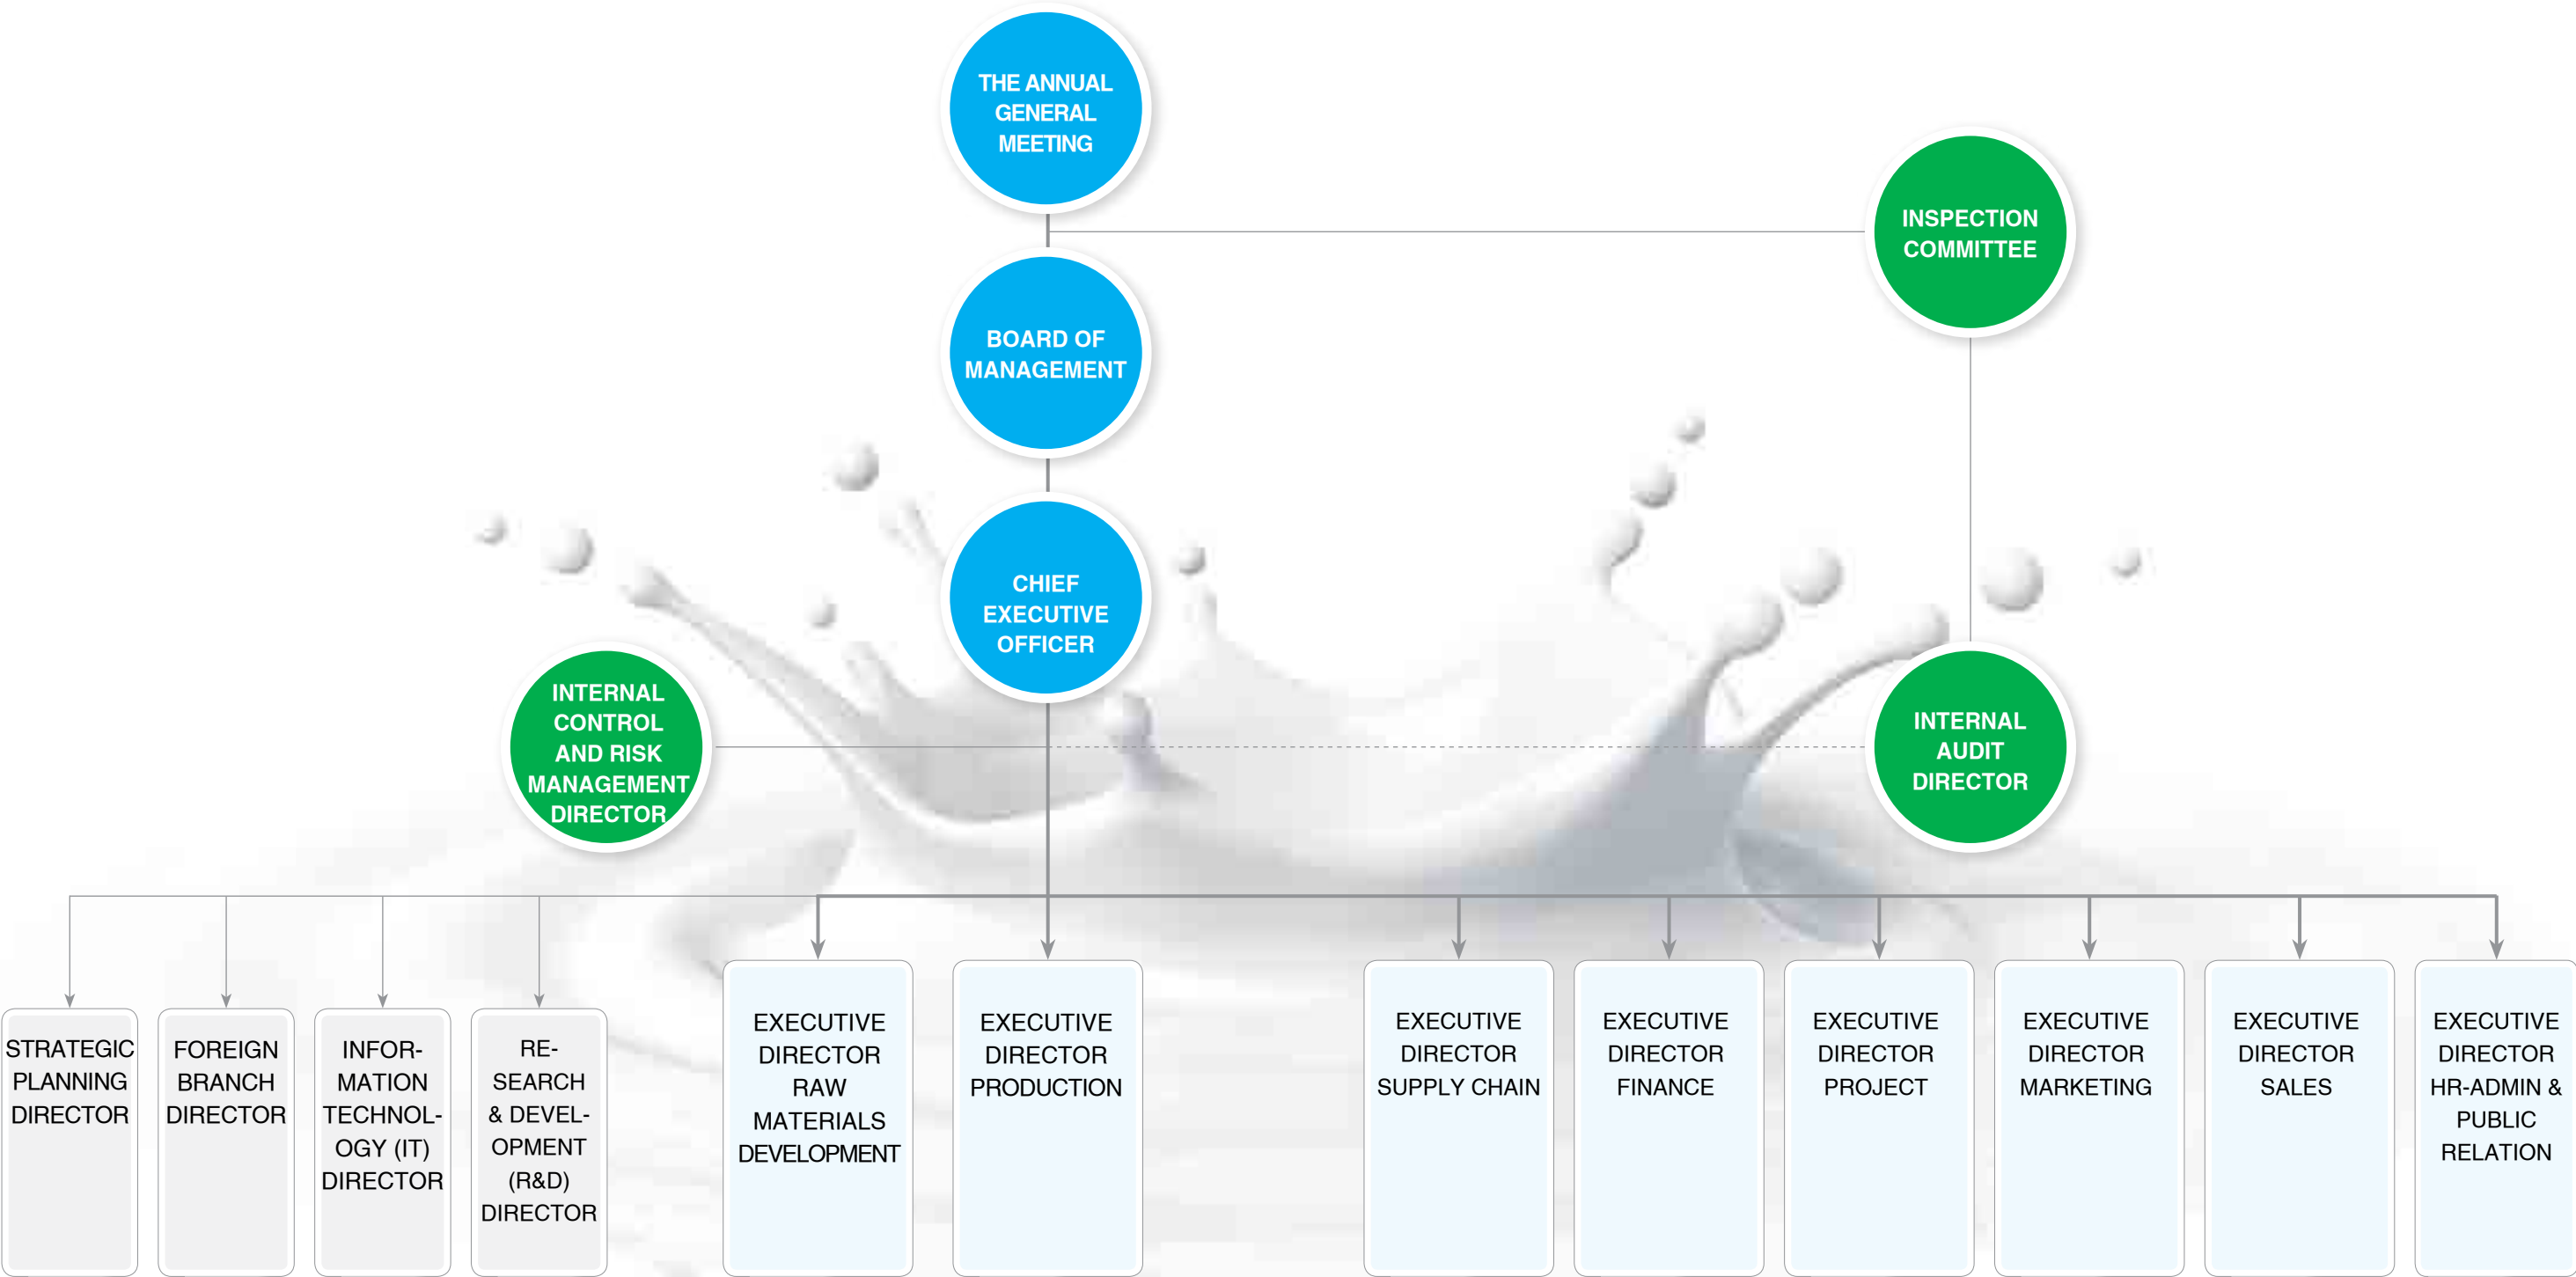 THE ANNUAL
GENERAL
MEETING
INSPECTION
COMMITTEE
BOARD OF
MANAGEMENT
CHIEF
EXECUTIVE
OFFICER
INTERNAL
CONTROL
AND RISK
MANAGEMENT
DIRECTOR
INTERNAL
AUDIT
DIRECTOR
STRATEGIC
PLANNING
DIRECTOR
FOREIGN
BRANCH
DIRECTOR
INFOR-
MATION
TECHNOL-
OGY (IT)
DIRECTOR
RE-
SEARCH
& DEVEL-
OPMENT
(R&D)
DIRECTOR
EXECUTIVE
DIRECTOR
RAW
MATERIALS
DEVELOPMENT
EXECUTIVE
DIRECTOR
PRODUCTION
EXECUTIVE
DIRECTOR
SUPPLY CHAIN
EXECUTIVE
DIRECTOR
FINANCE
EXECUTIVE
DIRECTOR
PROJECT
EXECUTIVE
DIRECTOR
MARKETING
EXECUTIVE
DIRECTOR
SALES
EXECUTIVE
DIRECTOR
HR-ADMIN &
PUBLIC
RELATION